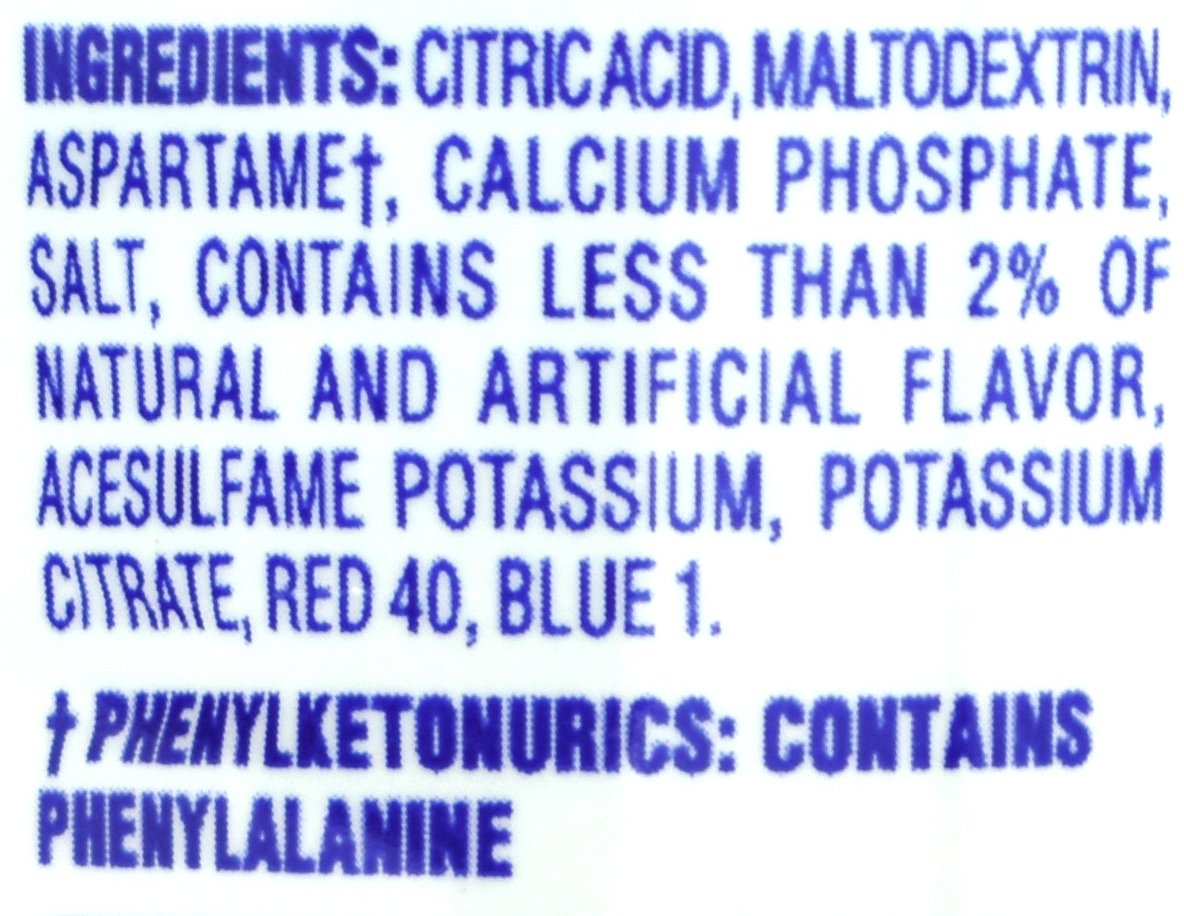 INGREDIENTS: CITRIC ACID, MALTODEXTRIN,
ASPARTAME†, CALCIUM PHOSPHATE,
SALT, CONTAINS LESS THAN 2% OF
NATURAL AND ARTIFICIAL FLAVOR,
ACESULFAME POTASSIUM, POTASSIUM
CITRATE, RED 40, BLUE 1.
† PHENYLKETONURICS: CONTAINS
PHENYLALANINE